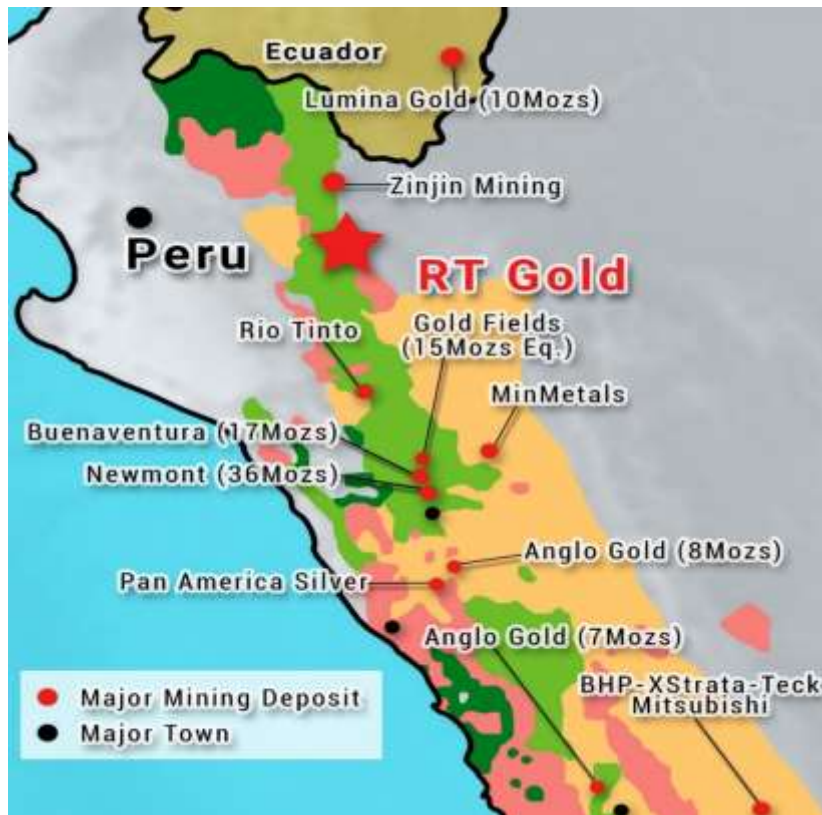 Ecuador
Lumina Gold (10Mozs)
Zinjin Mining
Peru
RT Gold
Rio Tinto
Gold Fields
(15Mozs Eq.)
MinMetals
Buenaventura (17Mozs)
Newmont (36Mozs)
Anglo Gold (8Mozs)
Pan America Silver
Anglo Gold (7Mozs)
BHP-XStrata-Teck
Mitsubishi
Major Mining Deposit
Major Town